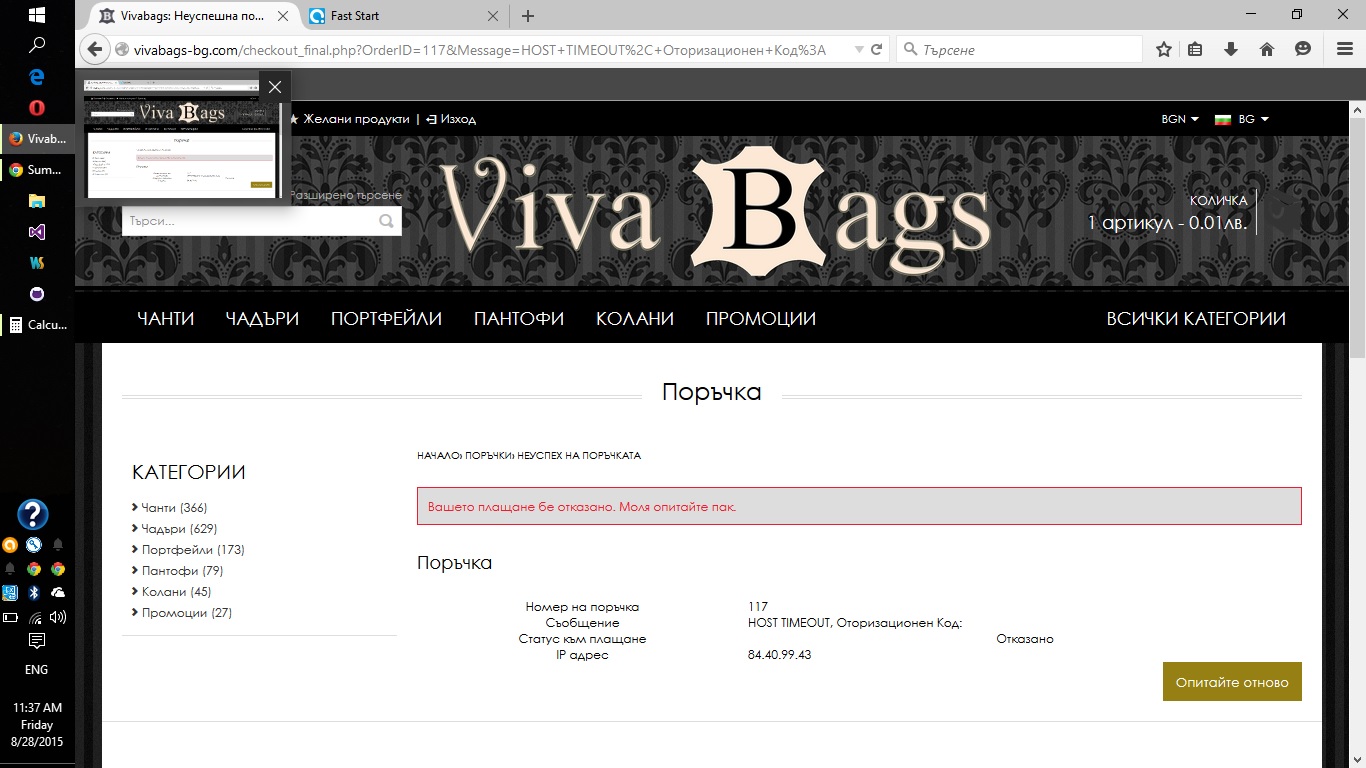 Vivabags: Неуспешна по...
Fast Start
vivabags-bg.com/checkout_final.php?OrderID=117&Message=HOST+TIMEOUT%2C+Оторизационен+Код%3A
Търсене
Vivab...
Sum...
Calcu...
ENG
11:37 AM
Friday
8/28/2015
Желани продукти | Изход
BGN
BG
Разширено търсене
Търси...
Viva Bags
КОЛИЧКА
1 артикул - 0.01лв.
ЧАНТИ ЧАДЪРИ ПОРТФЕЙЛИ ПАНТОФИ КОЛАНИ ПРОМОЦИИ ВСИЧКИ КАТЕГОРИИ
Поръчка
КАТЕГОРИИ
Чанти (366)
Чадъри (629)
Портфейли (173)
Пантофи (79)
Колани (45)
Промоции (27)
НАЧАЛО› ПОРЪЧКИ› НЕУСПЕХ НА ПОРЪЧКАТА
Вашето плащане бе отказано. Моля опитайте пак.
Поръчка
Номер на поръчка 117
Съобщение HOST TIMEOUT, Оторизационен Код:
Статус към плащане Отказано
IP адрес 84.40.99.43
Опитайте отново